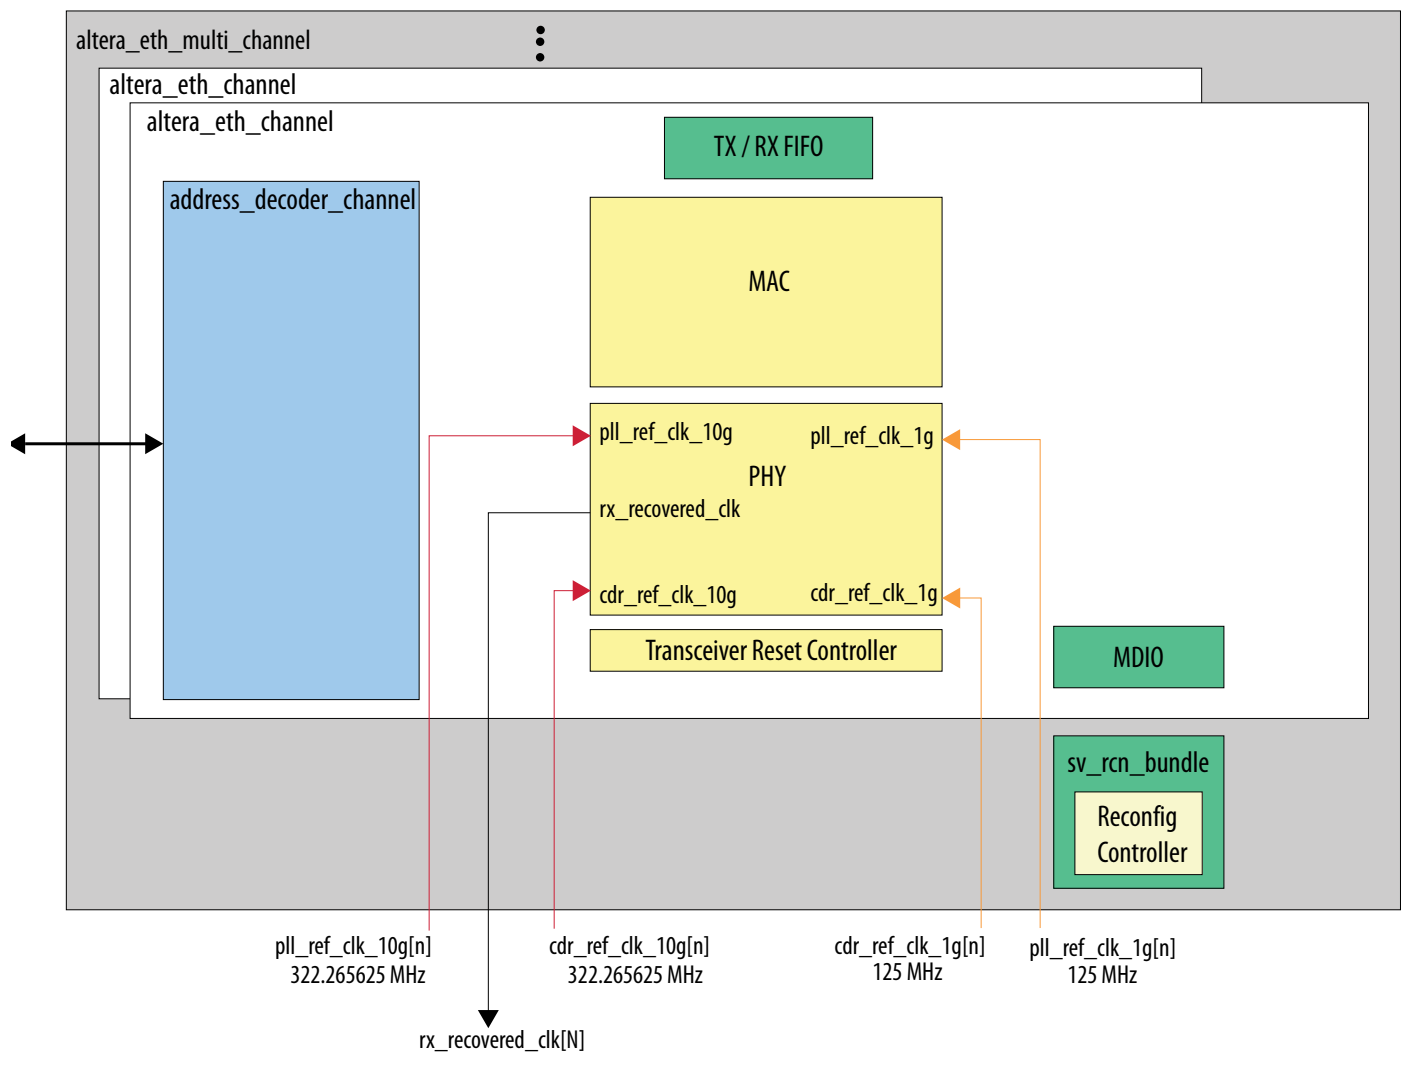 altera_eth_multi_channel
altera_eth_channel
altera_eth_channel
TX / RX FIFO
address_decoder_channel
MAC
pll_ref_clk_10g
pll_ref_clk_1g
PHY
rx_recovered_clk
cdr_ref_clk_10g
cdr_ref_clk_1g
Transceiver Reset Controller
MDIO
sv_rcn_bundle
Reconfig
Controller
pll_ref_clk_10g[n]
322.265625 MHz
cdr_ref_clk_10g[n]
322.265625 MHz
cdr_ref_clk_1g[n]
125 MHz
pll_ref_clk_1g[n]
125 MHz
rx_recovered_clk[N]